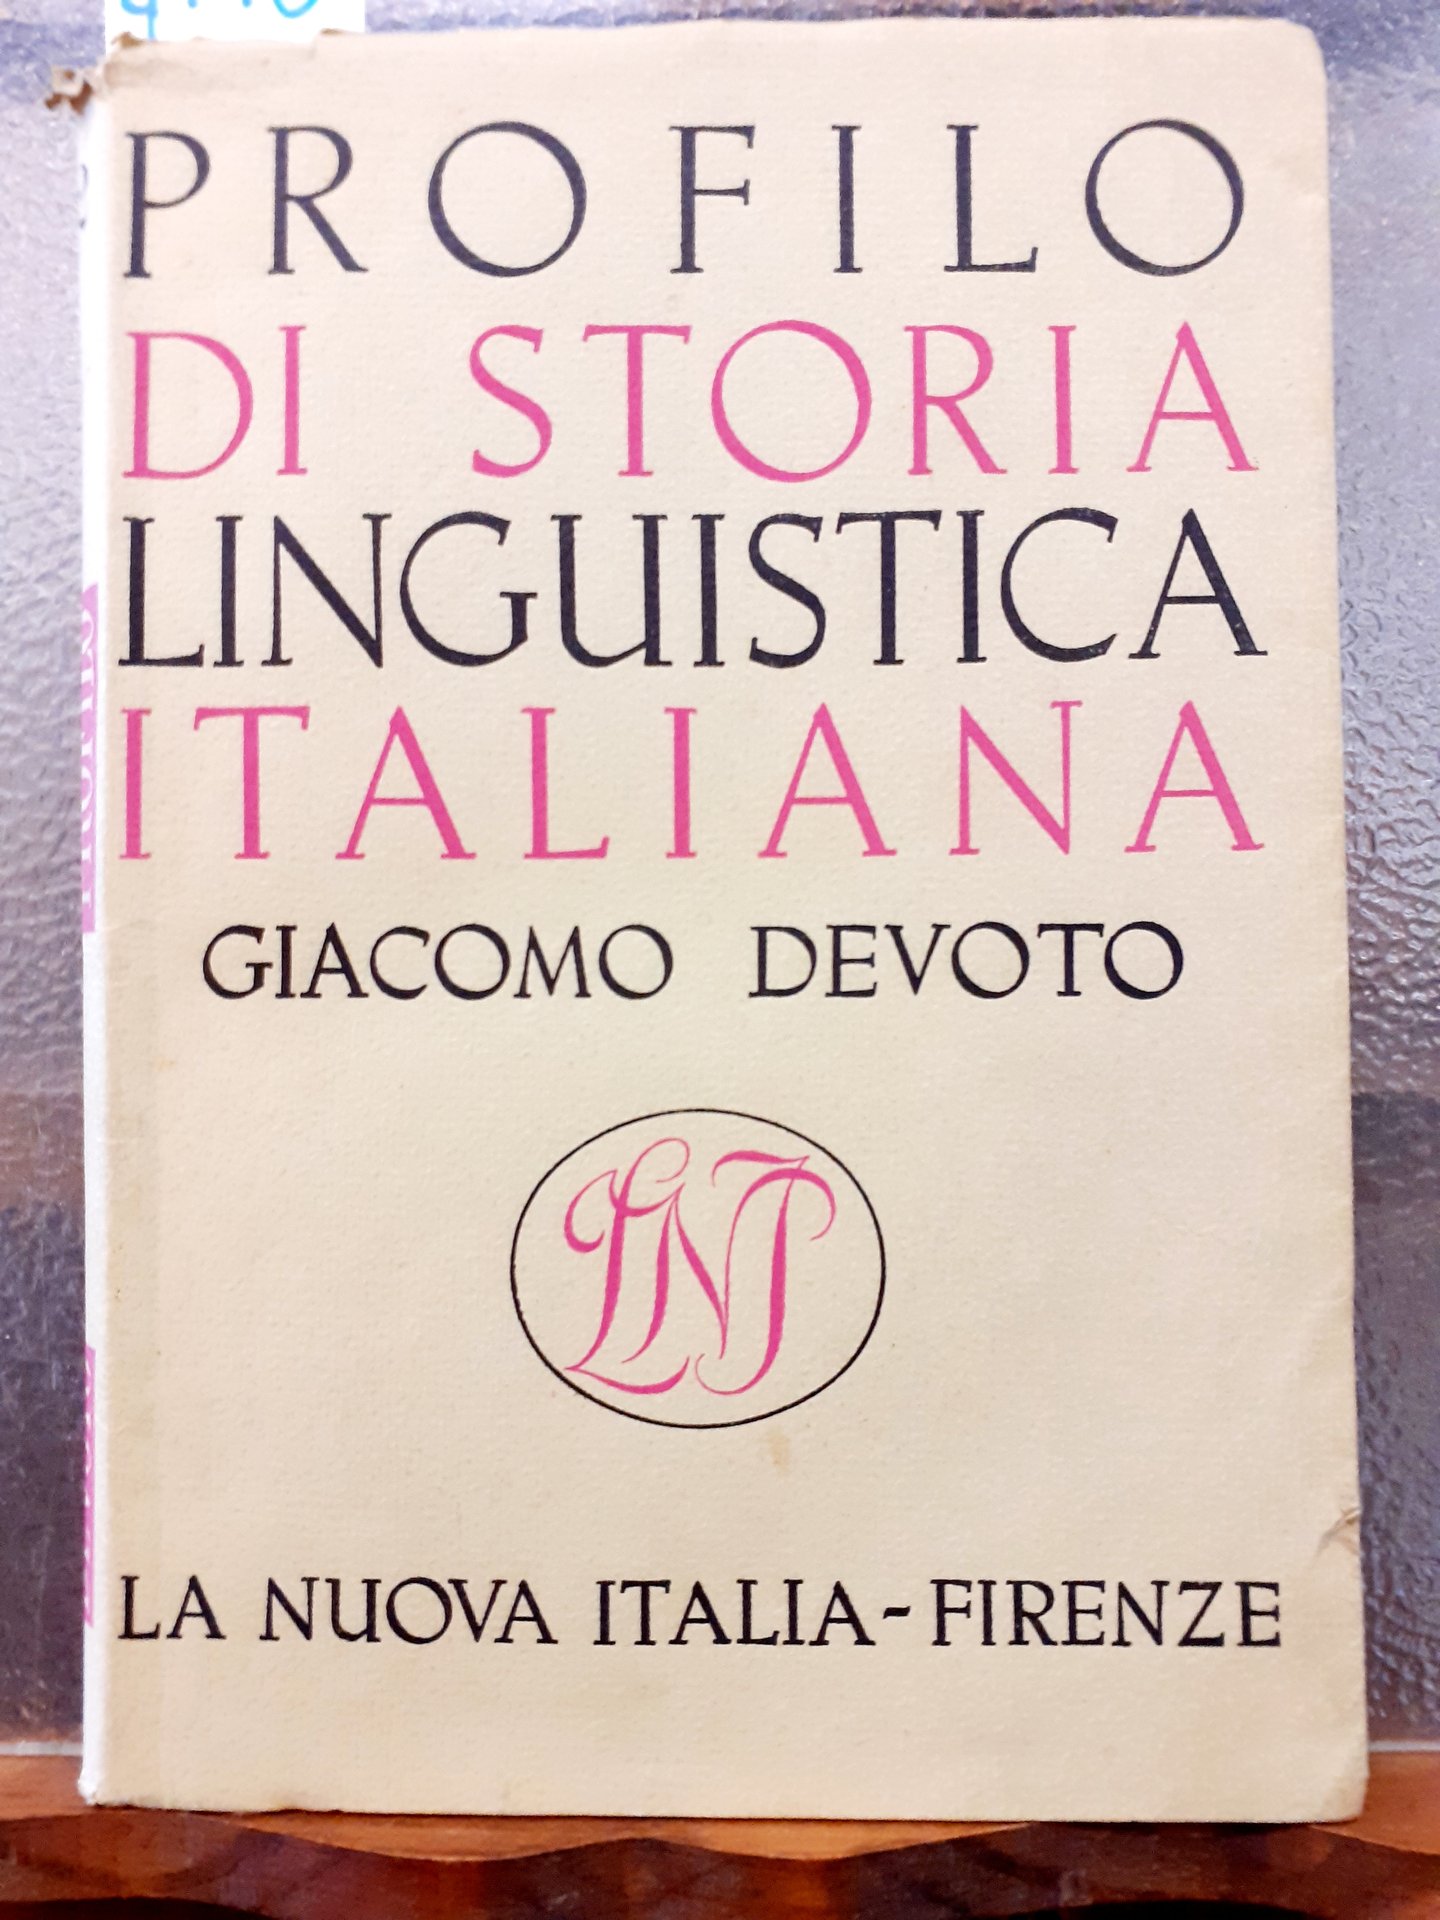 PROFILO
DI STORIA
LINGUISTICA
ITALIANA
GIACOMO DEVOTO
LNI
LA NUOVA ITALIA - FIRENZE